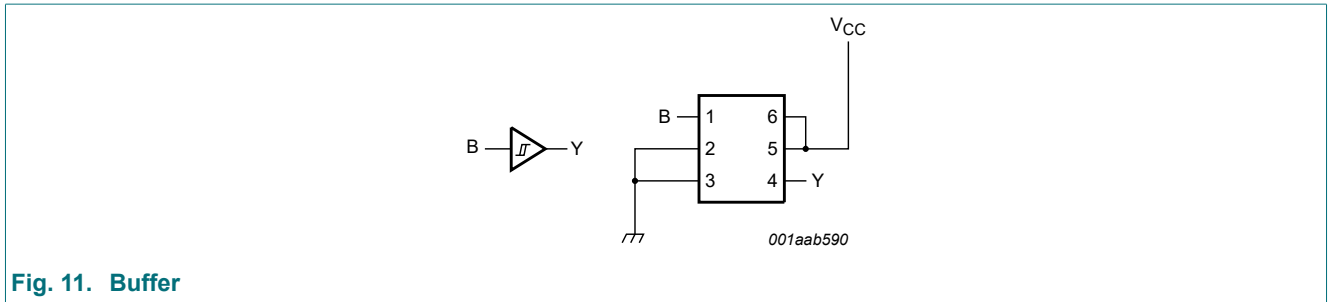 VCC
B 1 6
B Y 2 5
3 4 Y
001aab590
Fig. 11. Buffer